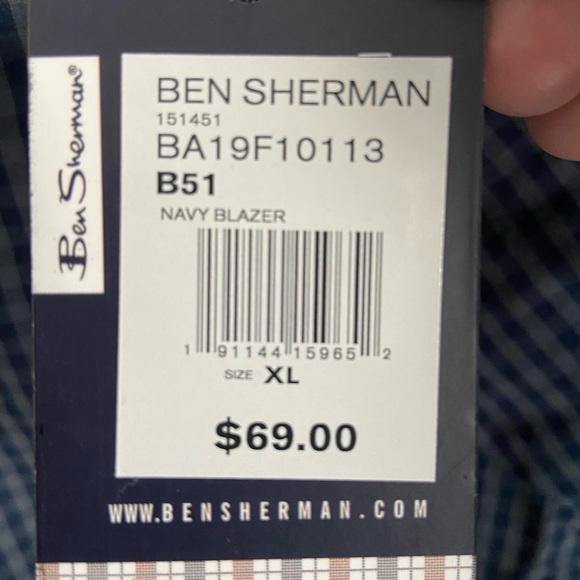 Ben Sherman®
BEN SHERMAN
151451
BA19F10113
B51
NAVY BLAZER
1 91144 15965 2
SIZE XL
$69.00
WWW.BENSHERMAN.COM